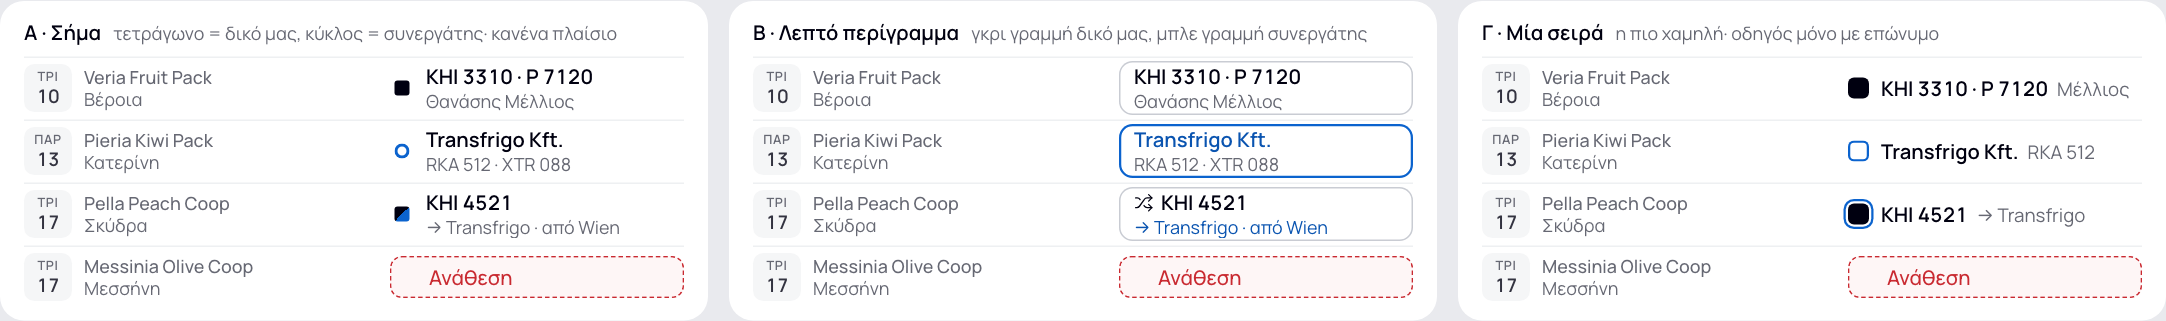 Α · Σήμα τετράγωνο = δικό μας, κύκλος = συνεργάτης· κανένα πλαίσιο
ΤΡΙ
10
Veria Fruit Pack
Βέροια
KHI 3310 · P 7120
Θανάσης Μέλλιος
ΠΑΡ
13
Pieria Kiwi Pack
Κατερίνη
Transfrigo Kft.
RKA 512 · XTR 088
ΤΡΙ
17
Pella Peach Coop
Σκύδρα
KHI 4521
→ Transfrigo · από Wien
ΤΡΙ
17
Messinia Olive Coop
Μεσσήνη
Ανάθεση
Β · Λεπτό περίγραμμα γκρι γραμμή δικό μας, μπλε γραμμή συνεργάτης
ΤΡΙ
10
Veria Fruit Pack
Βέροια
KHI 3310 · P 7120
Θανάσης Μέλλιος
ΠΑΡ
13
Pieria Kiwi Pack
Κατερίνη
Transfrigo Kft.
RKA 512 · XTR 088
ΤΡΙ
17
Pella Peach Coop
Σκύδρα
KHI 4521
→ Transfrigo · από Wien
ΤΡΙ
17
Messinia Olive Coop
Μεσσήνη
Ανάθεση
Γ · Μία σειρά η πιο χαμηλή· οδηγός μόνο με επώνυμο
ΤΡΙ
10
Veria Fruit Pack
Βέροια
KHI 3310 · P 7120 Μέλλιος
ΠΑΡ
13
Pieria Kiwi Pack
Κατερίνη
Transfrigo Kft. RKA 512
ΤΡΙ
17
Pella Peach Coop
Σκύδρα
KHI 4521 → Transfrigo
ΤΡΙ
17
Messinia Olive Coop
Μεσσήνη
Ανάθεση